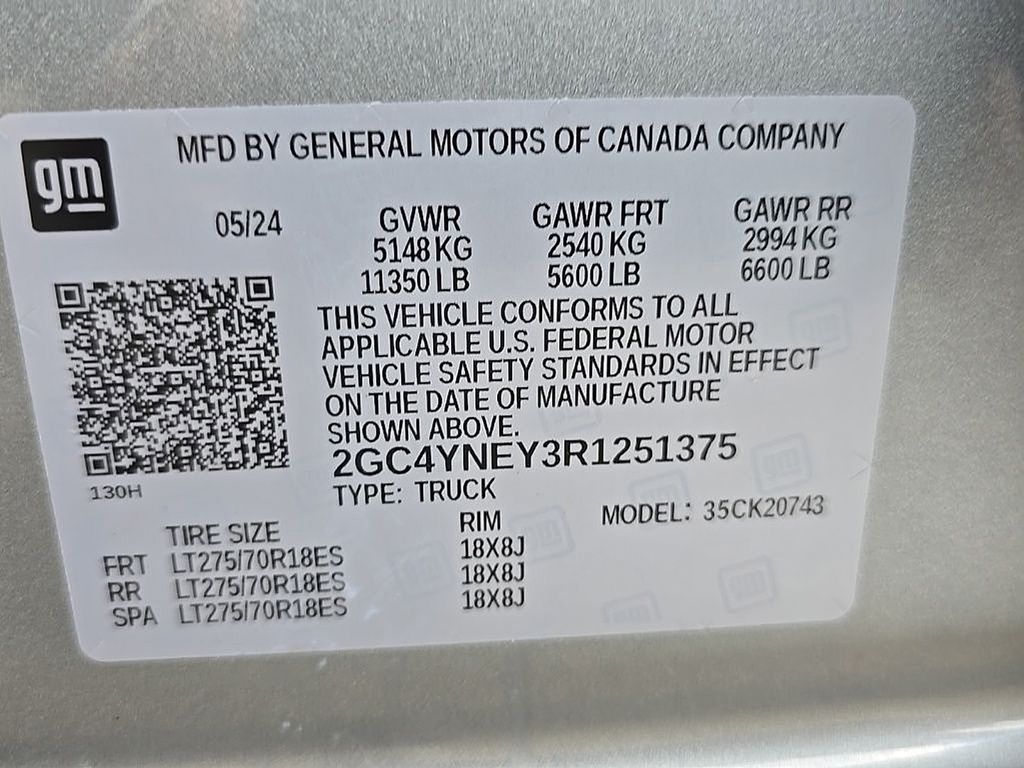 gm
MFD BY GENERAL MOTORS OF CANADA COMPANY
05/24 GVWR GAWR FRT GAWR RR
5148 KG 2540 KG 2994 KG
11350 LB 5600 LB 6600 LB
THIS VEHICLE CONFORMS TO ALL
APPLICABLE U.S. FEDERAL MOTOR
VEHICLE SAFETY STANDARDS IN EFFECT
ON THE DATE OF MANUFACTURE
SHOWN ABOVE.
2GC4YNEY3R1251375
130H
TYPE: TRUCK
MODEL: 35CK20743
TIRE SIZE RIM
FRT LT275/70R18ES 18X8J
RR LT275/70R18ES 18X8J
SPA LT275/70R18ES 18X8J